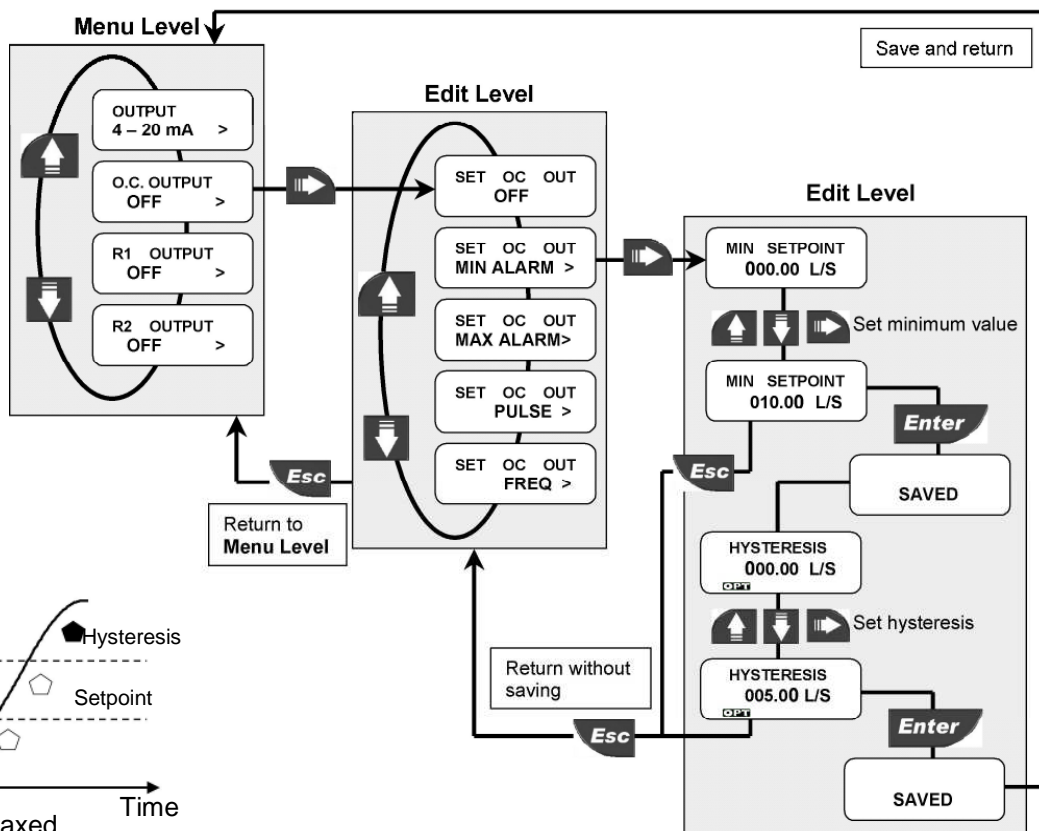 Menu Level
Save and return
OUTPUT
4 – 20 mA >
O.C. OUTPUT
OFF >
R1 OUTPUT
OFF >
R2 OUTPUT
OFF >
Edit Level
SET OC OUT
OFF
SET OC OUT
MIN ALARM >
SET OC OUT
MAX ALARM>
SET OC OUT
PULSE >
SET OC OUT
FREQ >
Esc
Return to
Menu Level
Edit Level
MIN SETPOINT
000.00 L/S
Set minimum value
MIN SETPOINT
010.00 L/S
Enter
Esc
SAVED
HYSTERESIS
000.00 L/S
OPT
Set hysteresis
HYSTERESIS
005.00 L/S
OPT
Enter
SAVED
Return without
saving
Esc
Hysteresis
Setpoint
Time
axed